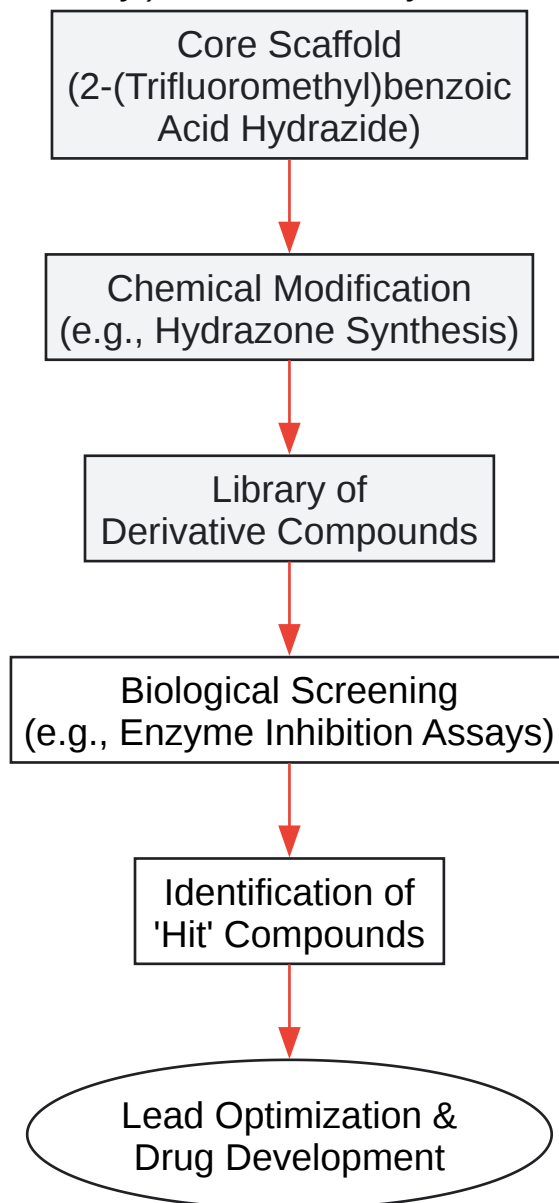 Core Scaffold
(2-(Trifluoromethyl)benzoic
Acid Hydrazide)
Chemical Modification
(e.g., Hydrazone Synthesis)
Library of
Derivative Compounds
Biological Screening
(e.g., Enzyme Inhibition Assays)
Identification of
'Hit' Compounds
Lead Optimization &
Drug Development